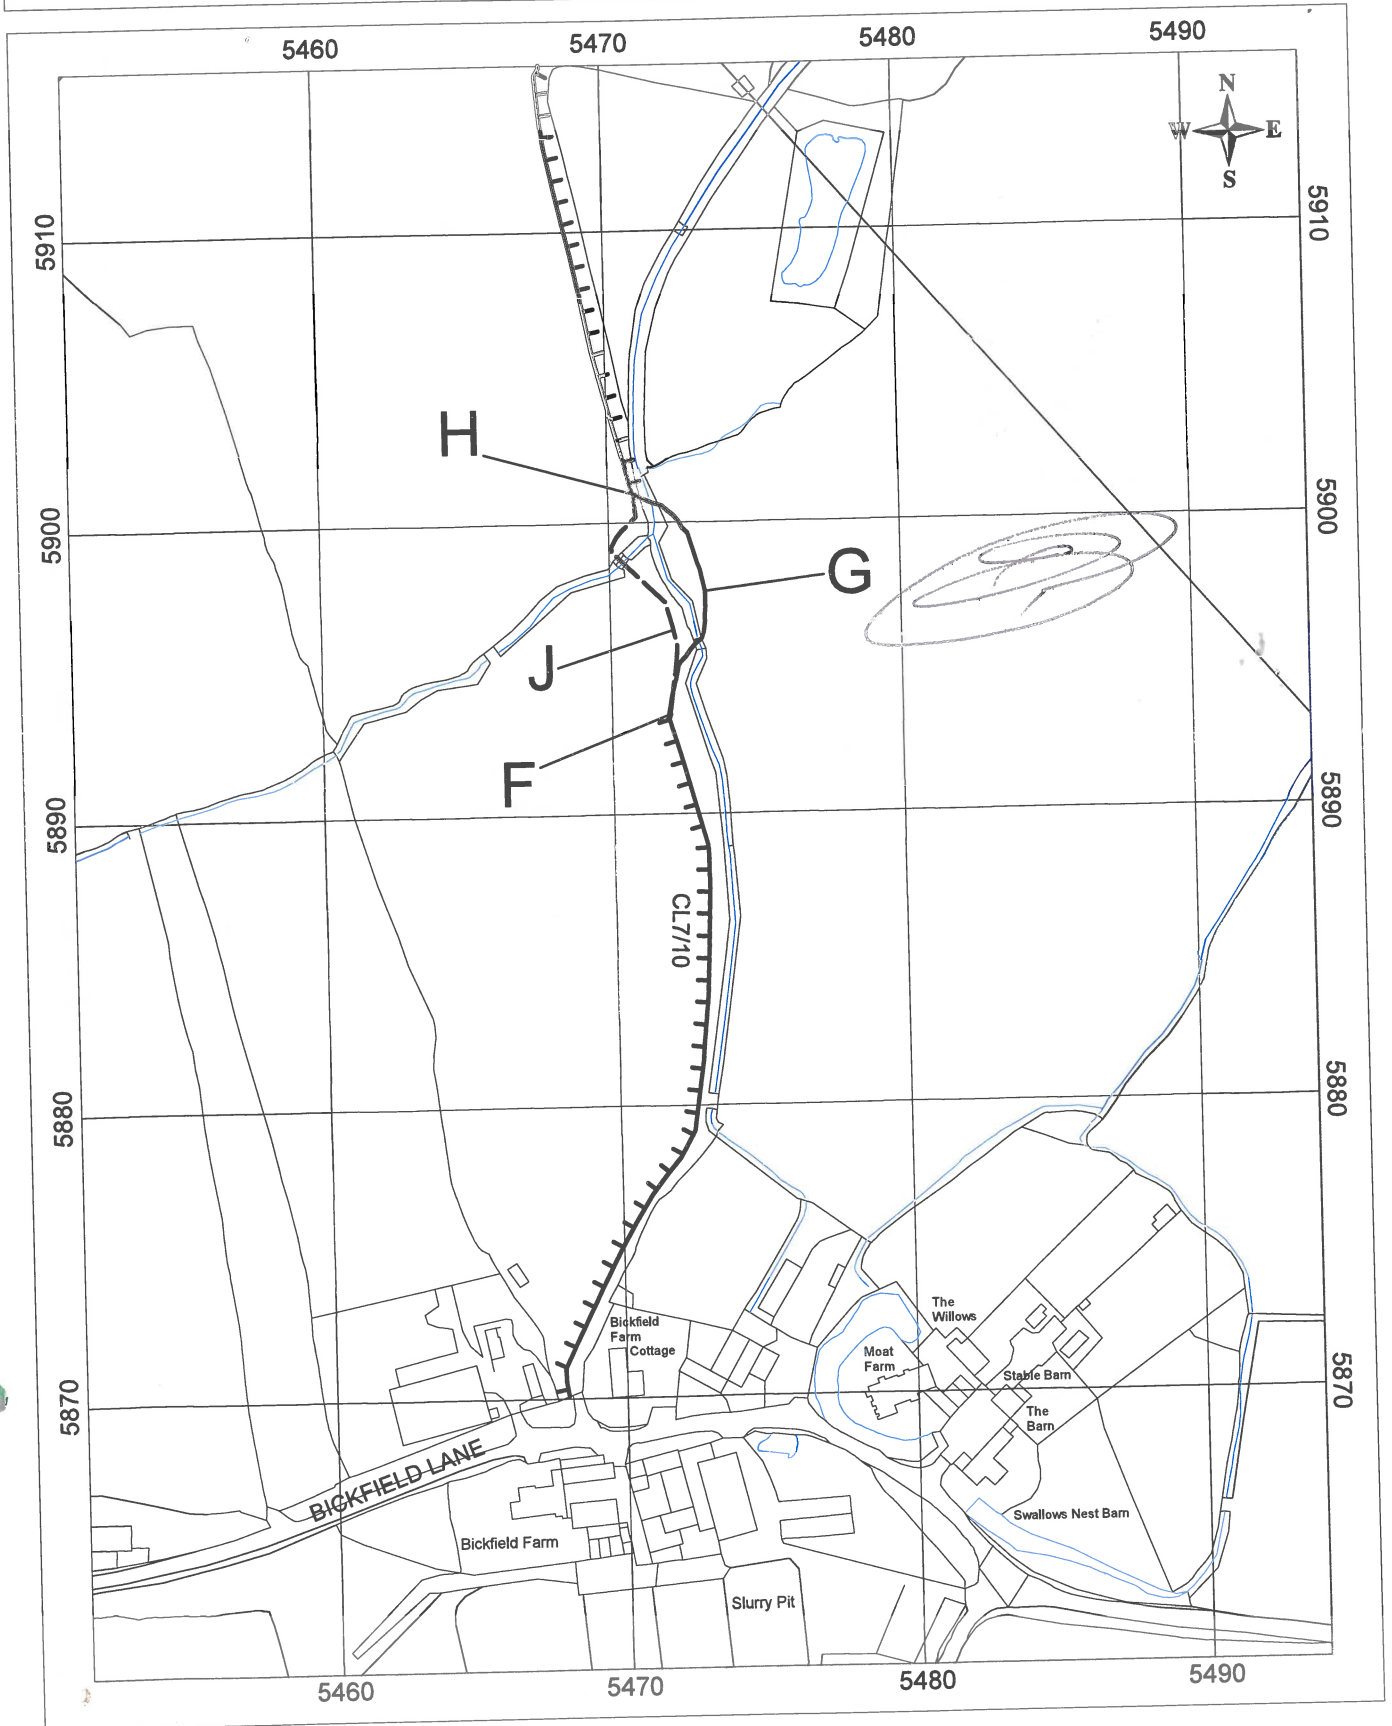 5460 5470 5480 5490
N
W E
S
5910 5910
H
5900 5900
G
J
F
5890 5890
CL7/10
5880 5880
The
Willows
Bickfield
Farm
Cottage
Moat
Farm
Stable Barn
5870 5870
The
Barn
BICKFIELD LANE
Swallows Nest Barn
Bickfield Farm
Slurry Pit
5460 5470 5480 5490